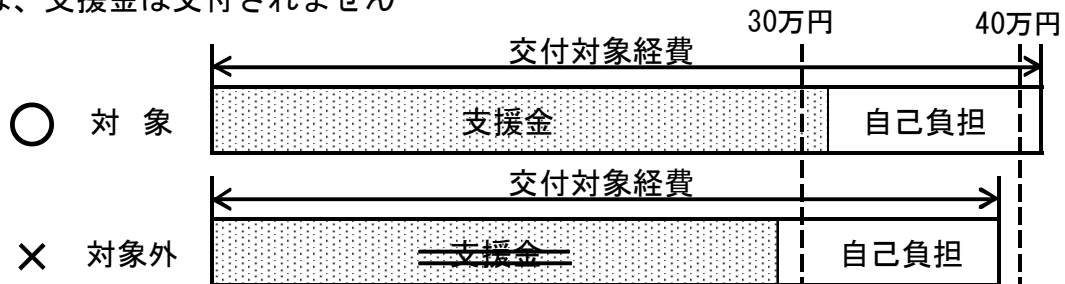 は、支援金は交付されません
30万円 40万円
交付対象経費
○ 対 象 支援金 自己負担
交付対象経費
× 対象外 支援金 自己負担